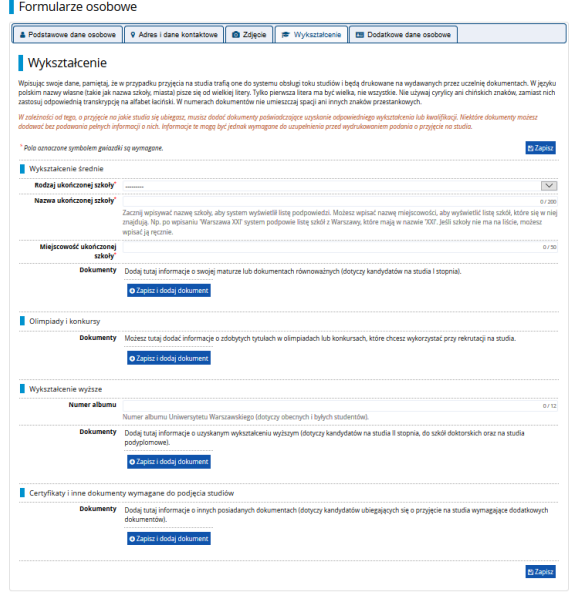 Formularze osobowe
Podstawowe dane osobowe
Adres i dane kontaktowe
Zdjęcie
Wykształcenie
Dodatkowe dane osobowe
Wykształcenie
Wpisując swoje dane, pamiętaj, że w przypadku przyjęcia na studia trafią one do systemu obsługi toku studiów i będą drukowane na wydawanych przez uczelnię dokumentach. W języku
polskim nazwy własne (takie jak nazwa szkoły, miasta) pisze się od wielkiej litery. Tylko pierwsza litera ma być wielka, nie wszystkie. Nie używaj cyrylicy ani chińskich znaków, zamiast nich
zastosuj odpowiednią transkrypcję na alfabet łaciński. W numerach dokumentów nie umieszczaj spacji ani innych znaków przestankowych.
W zależności od tego, o przyjęcie na jakie studia się ubiegasz, musisz dodać dokumenty poświadczające uzyskanie odpowiedniego wykształcenia lub kwalifikacji. Niektóre dokumenty możesz
dodawać bez podawania pełnych informacji o nich. Informacje te mogą być jednak wymagane do uzupełnienia przed wydrukowaniem podania o przyjęcie na studia.
* Pola oznaczone symbolem gwiazdki są wymagane.
Zapisz
Wykształcenie średnie
Rodzaj ukończonej szkoły* ---------
Nazwa ukończonej szkoły* 0 / 200
Zacznij wpisywać nazwę szkoły, aby system wyświetlił listę podpowiedzi. Możesz wpisać nazwę miejscowości, aby wyświetlić listę szkół, które się w niej
znajdują. Np. po wpisaniu 'Warszawa XXI' system podpowie listę szkół z Warszawy, które mają w nazwie 'XXI'. Jeśli szkoły nie ma na liście, możesz
wpisać ją ręcznie.
Miejscowość ukończonej 0 / 50
szkoły*
Dokumenty Dodaj tutaj informacje o swojej maturze lub dokumentach równoważnych (dotyczy kandydatów na studia I stopnia).
Zapisz i dodaj dokument
Olimpiady i konkursy
Dokumenty Możesz tutaj dodać informacje o zdobytych tytułach w olimpiadach lub konkursach, które chcesz wykorzystać przy rekrutacji na studia.
Zapisz i dodaj dokument
Wykształcenie wyższe
Numer albumu 0 / 12
Numer albumu Uniwersytetu Warszawskiego (dotyczy obecnych i byłych studentów).
Dokumenty Dodaj tutaj informacje o uzyskanym wykształceniu wyższym (dotyczy kandydatów na studia II stopnia, do szkół doktorskich oraz na studia
podyplomowe).
Zapisz i dodaj dokument
Certyfikaty i inne dokumenty wymagane do podjęcia studiów
Dokumenty Dodaj tutaj informacje o innych posiadanych dokumentach (dotyczy kandydatów ubiegających się o przyjęcie na studia wymagające dodatkowych
dokumentów).
Zapisz i dodaj dokument
Zapisz